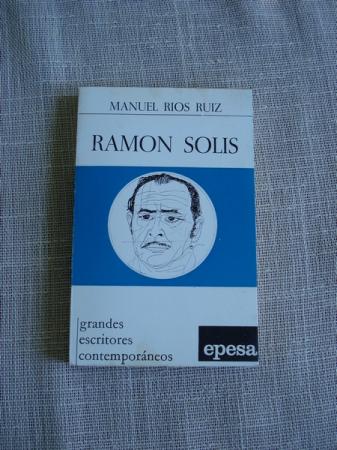 MANUEL RIOS RUIZ
RAMON SOLIS
grandes
escritores
contemporáneos
epesa